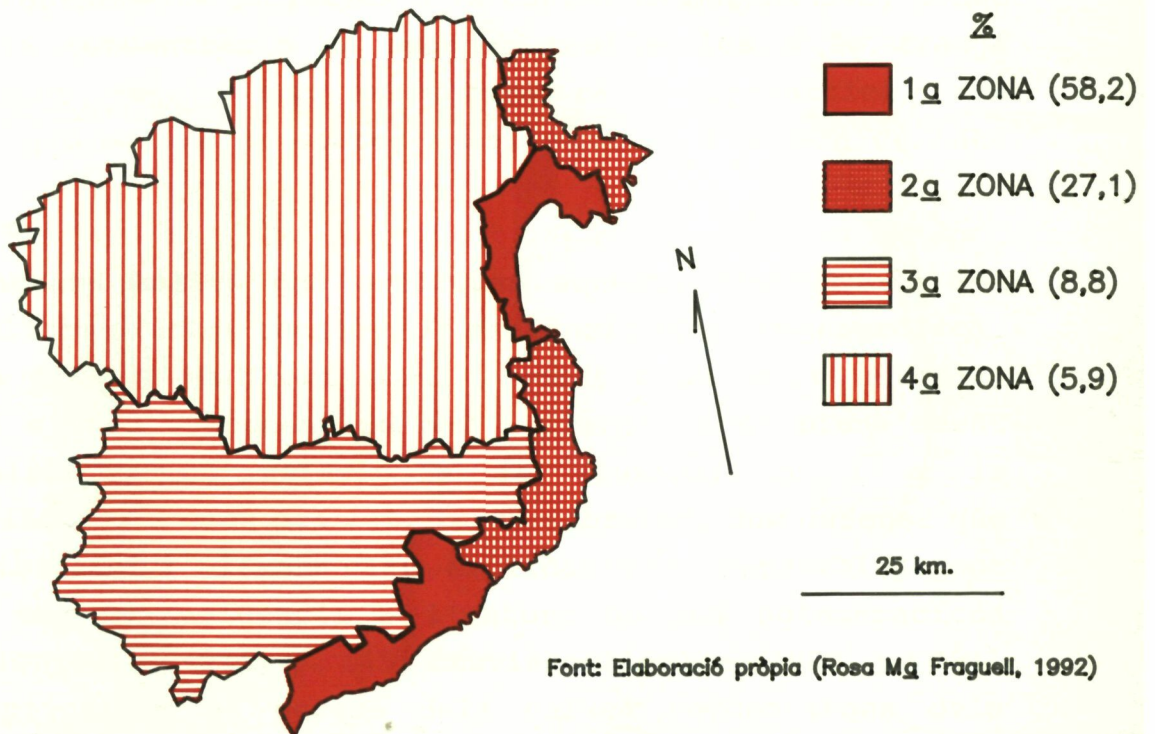 %
1a ZONA (58,2)
2a ZONA (27,1)
3a ZONA (8,8)
4a ZONA (5,9)
N
25 km.
Font: Elaboració pròpia (Rosa Ma Fraguell, 1992)